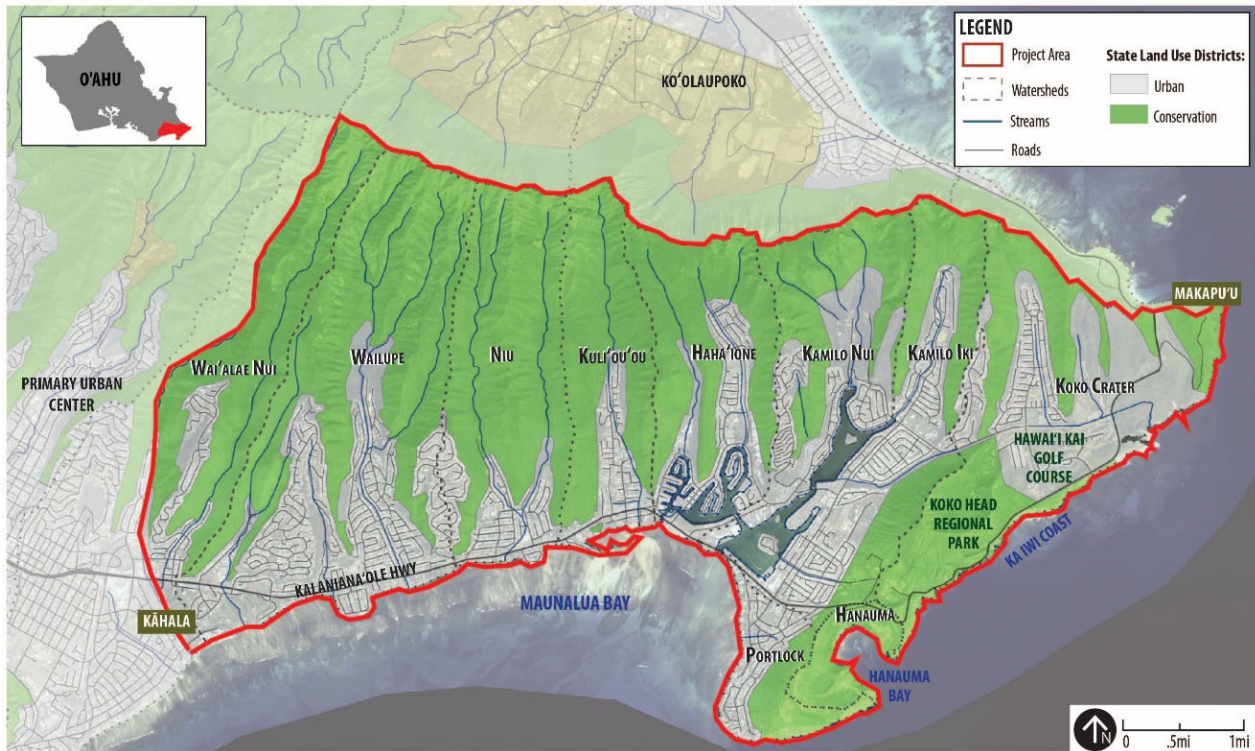 O'AHU
KO'OLAUPOKO
LEGEND
Project Area
Watersheds
Streams
Roads
State Land Use Districts:
Urban
Conservation
MAKAPU'U
WAI'ALAE NUI
WAILUPE
NIU
KULI'OU'OU
HAHA'IONE
KAMILO NUI
KAMILO IKI
KOKO CRATER
PRIMARY URBAN
CENTER
HAWAI'I KAI
GOLF
COURSE
KOKO HEAD
REGIONAL
PARK
KA IWI COAST
KALANIANA'OLE HWY
KĀHALA
MAUNALUA BAY
HANAUMA
PORTLOCK
HANAUMA
BAY
N
0 .5mi 1mi